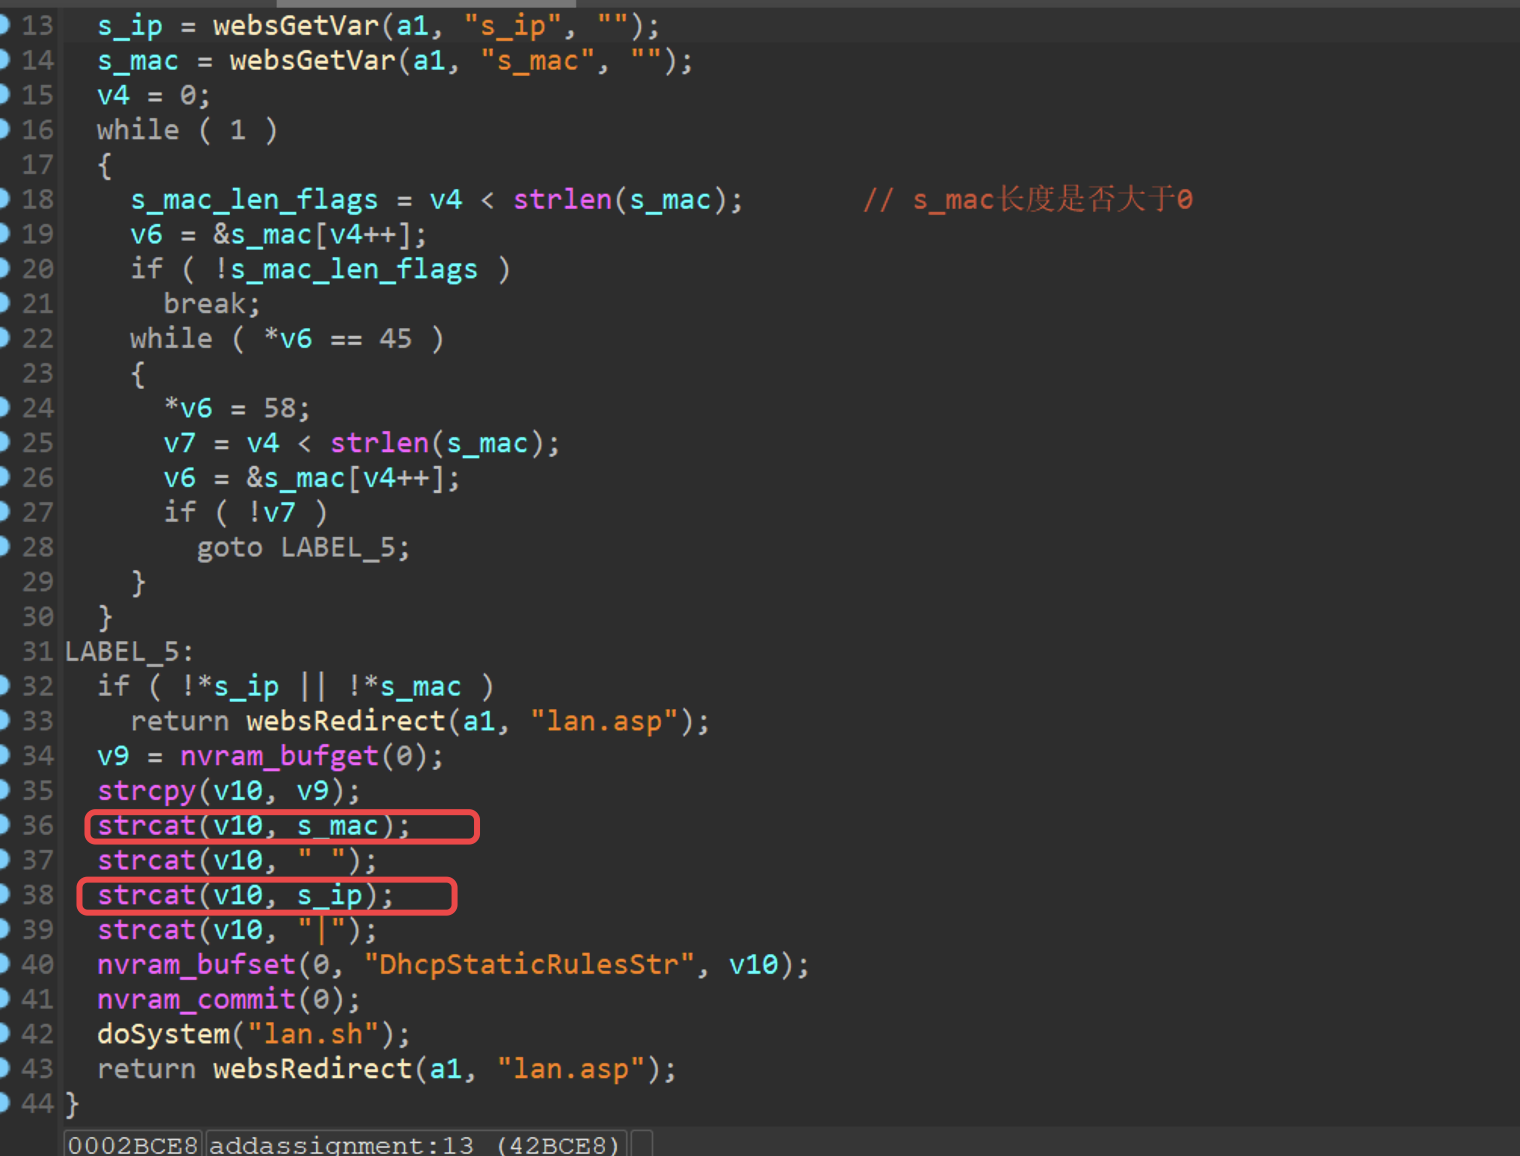 13 s_ip = websGetVar(a1, "s_ip", "");
14 s_mac = websGetVar(a1, "s_mac", "");
15 v4 = 0;
16 while ( 1 )
17 {
18 s_mac_len_flags = v4 < strlen(s_mac); // s_mac长度是否大于0
19 v6 = &s_mac[v4++];
20 if ( !s_mac_len_flags )
21 break;
22 while ( *v6 == 45 )
23 {
24 *v6 = 58;
25 v7 = v4 < strlen(s_mac);
26 v6 = &s_mac[v4++];
27 if ( !v7 )
28 goto LABEL_5;
29 }
30 }
31 LABEL_5:
32 if ( !*s_ip || !*s_mac )
33 return websRedirect(a1, "lan.asp");
34 v9 = nvram_bufget(0);
35 strcpy(v10, v9);
36 strcat(v10, s_mac);
37 strcat(v10, " ");
38 strcat(v10, s_ip);
39 strcat(v10, "|");
40 nvram_bufset(0, "DhcpStaticRulesStr", v10);
41 nvram_commit(0);
42 doSystem("lan.sh");
43 return websRedirect(a1, "lan.asp");
44 }
0002BCE8 addassignment:13 (42BCE8)